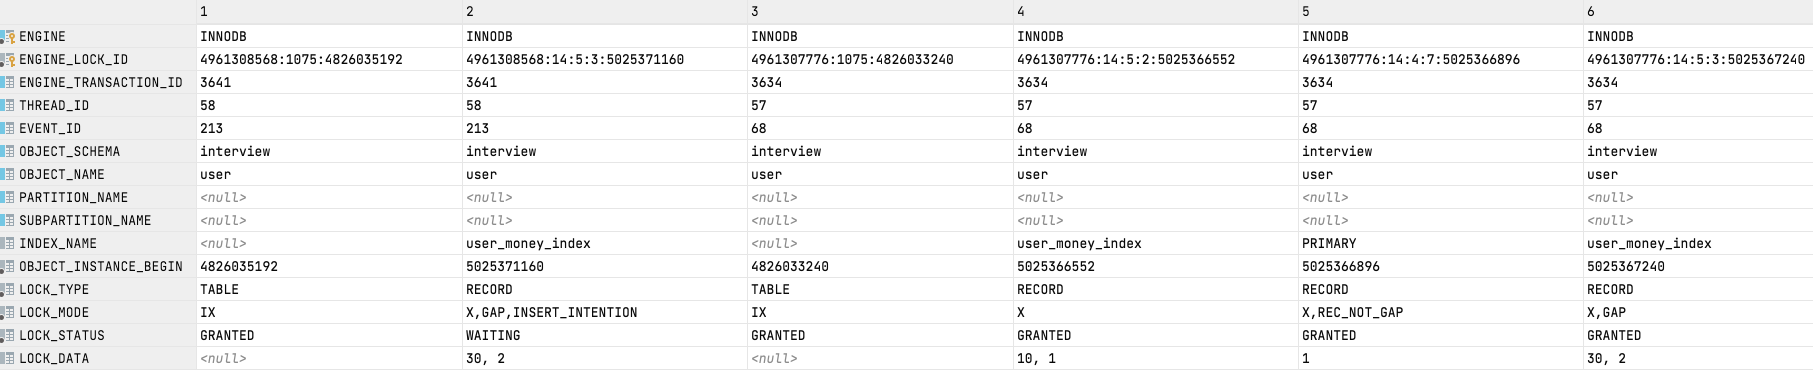 1 2 3 4 5 6
ENGINE INNODB INNODB INNODB INNODB INNODB INNODB
ENGINE_LOCK_ID 4961308568:1075:4826035192 4961308568:14:5:3:5025371160 4961307776:1075:4826033240 4961307776:14:5:2:5025366552 4961307776:14:4:7:5025366896 4961307776:14:5:3:5025367240
ENGINE_TRANSACTION_ID 3641 3641 3634 3634 3634 3634
THREAD_ID 58 58 57 57 57 57
EVENT_ID 213 213 68 68 68 68
OBJECT_SCHEMA interview interview interview interview interview interview
OBJECT_NAME user user user user user user
PARTITION_NAME <null> <null> <null> <null> <null> <null>
SUBPARTITION_NAME <null> <null> <null> <null> <null> <null>
INDEX_NAME <null> user_money_index <null> user_money_index PRIMARY user_money_index
OBJECT_INSTANCE_BEGIN 4826035192 5025371160 4826033240 5025366552 5025366896 5025367240
LOCK_TYPE TABLE RECORD TABLE RECORD RECORD RECORD
LOCK_MODE IX X,GAP,INSERT_INTENTION IX X X,REC_NOT_GAP X,GAP
LOCK_STATUS GRANTED WAITING GRANTED GRANTED GRANTED GRANTED
LOCK_DATA <null> 30, 2 <null> 10, 1 1 30, 2